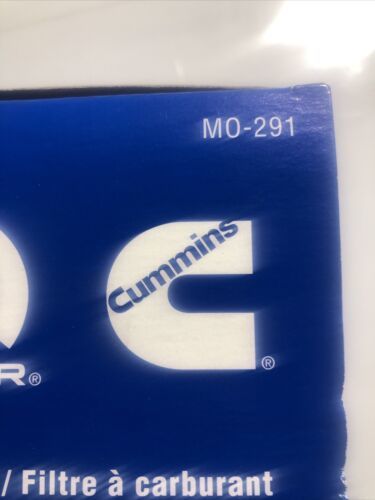 MO-291
Cummins
®
R®
/ Filtre à carburant